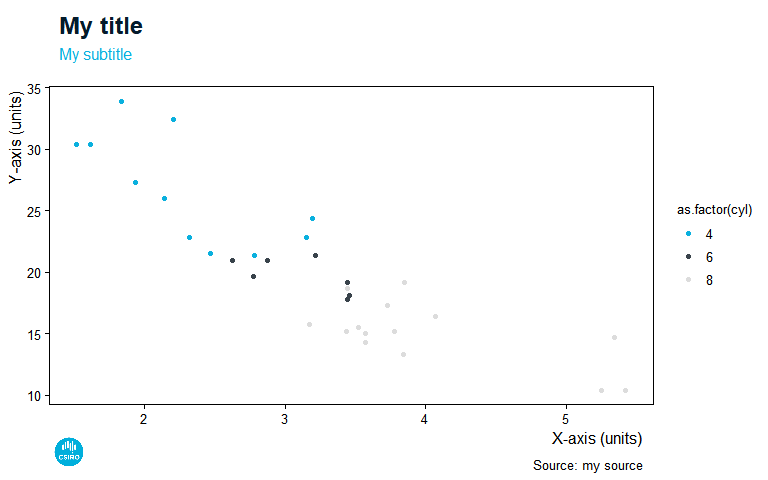 My title
My subtitle
Y-axis (units)
35
30
25
20
15
10
2 3 4 5
X-axis (units)
as.factor(cyl)
4
6
8
CSIRO
Source: my source